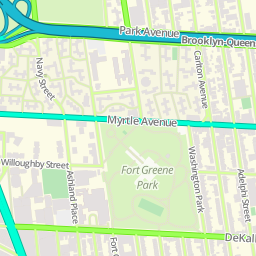 Park Avenue
Brooklyn-Queen
Navy Street
Carlton Avenue
Myrtle Avenue
Willoughby Street
Fort Greene
Park
Ashland Place
Washington Park
Adelphi Street
DeKal
Fort G